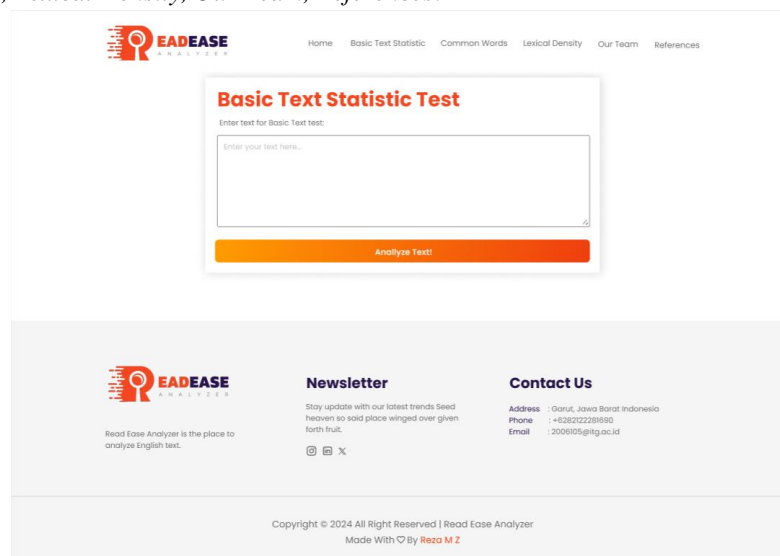 , Lexical Density, Our Team, References.
READEASE
ANALYZER
Home Basic Text Statistic Common Words Lexical Density Our Team References
Basic Text Statistic Test
Enter text for Basic Text test:
Enter your text here..
Anallyze Text!
READEASE
ANALYZER
Read Ease Analyzer is the place to
analyze English text.
Newsletter
Stay update with our latest trends Seed
heaven so said place winged over given
forth fruit.
Contact Us
Address : Garut, Jawa Barat Indonesia
Phone : +6282122281690
Email : 2006105@itg.ac.id
Copyright © 2024 All Right Reserved | Read Ease Analyzer
Made With ♡ By Reza M Z